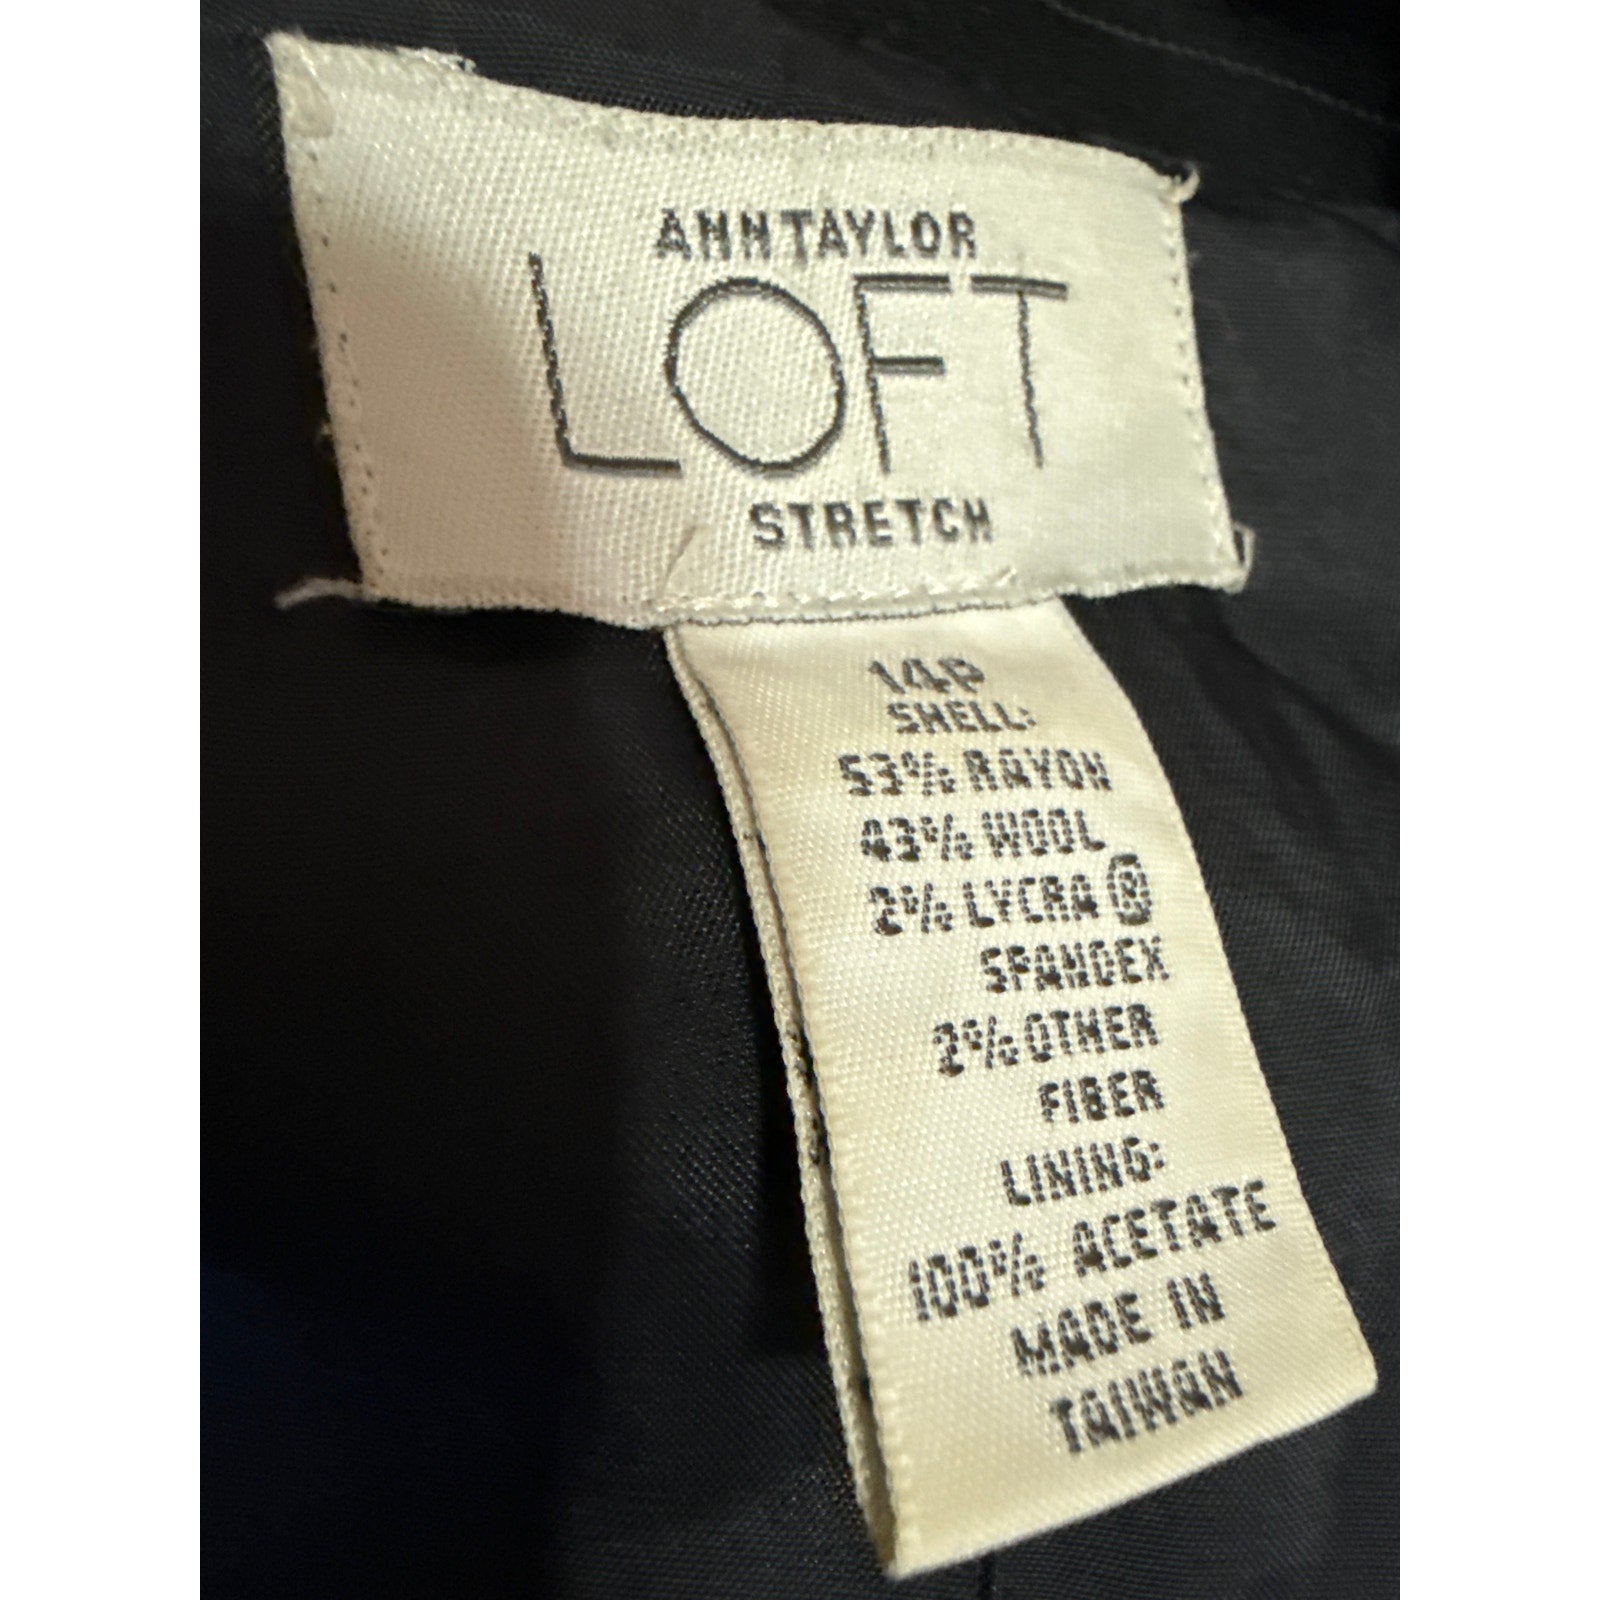 ANNTAYLOR
LOFT
STRETCH
14P
SHELL:
53% RAYON
43% WOOL
2% LYCRA ®
SPANDEX
2% OTHER
FIBER
LINING:
100% ACETATE
MADE IN
TAIWAN